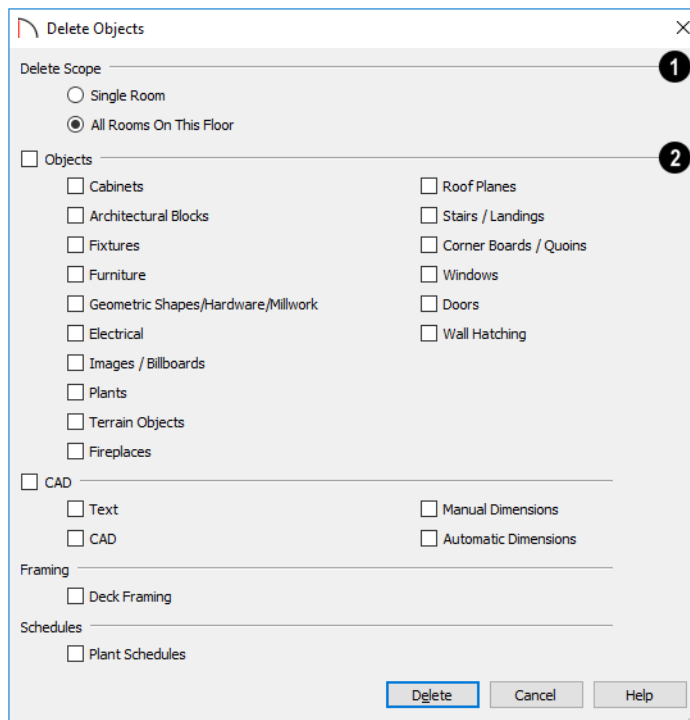 Delete Objects
Delete Scope
1
Single Room
All Rooms On This Floor
Objects
2
Cabinets
Roof Planes
Architectural Blocks
Stairs / Landings
Fixtures
Corner Boards / Quoins
Furniture
Windows
Geometric Shapes/Hardware/Millwork
Doors
Electrical
Wall Hatching
Images / Billboards
Plants
Terrain Objects
Fireplaces
CAD
Text
Manual Dimensions
CAD
Automatic Dimensions
Framing
Deck Framing
Schedules
Plant Schedules
Delete
Cancel
Help